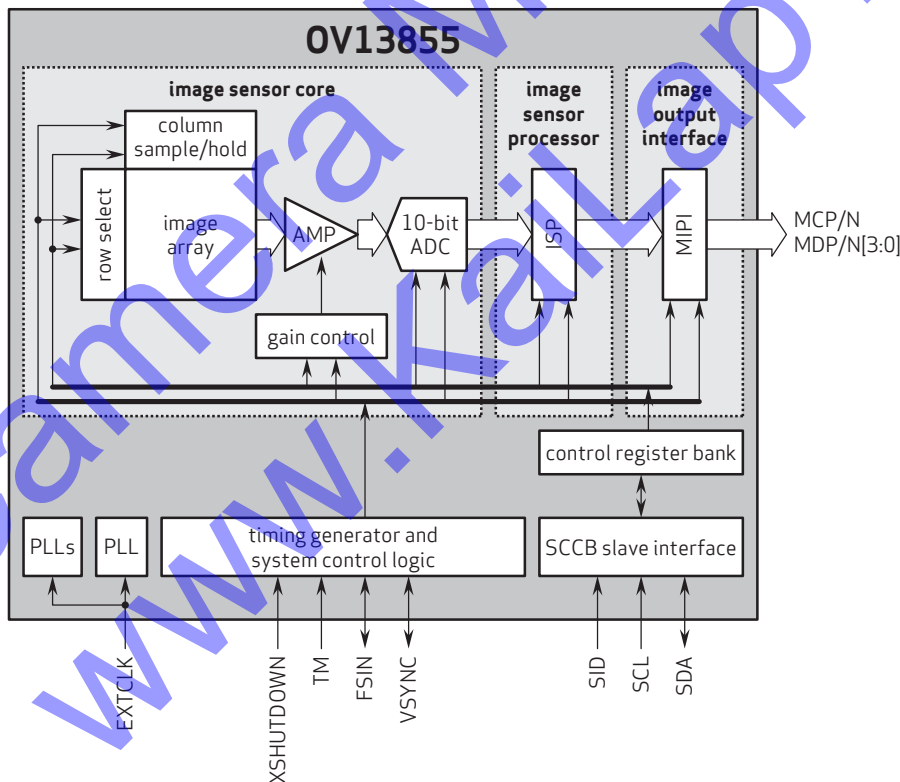 OV13855
image sensor core
image
sensor
processor
image
output
interface
column
sample/hold
row select
image
array
AMP
10-bit
ADC
ISP
MIPI
MCP/N
MDP/N[3:0]
gain control
control register bank
PLLs
PLL
timing generator and
system control logic
SCCB slave interface
EXTCLK
XSHUTDOWN
TM
FSIN
VSYNC
SID
SCL
SDA
Camera M
www.KaiLap